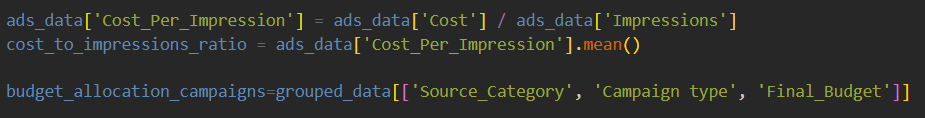 ads_data['Cost_Per_Impression'] = ads_data['Cost'] / ads_data['Impressions']
cost_to_impressions_ratio = ads_data['Cost_Per_Impression'].mean()
budget_allocation_campaigns=grouped_data[['Source_Category', 'Campaign type', 'Final_Budget']]